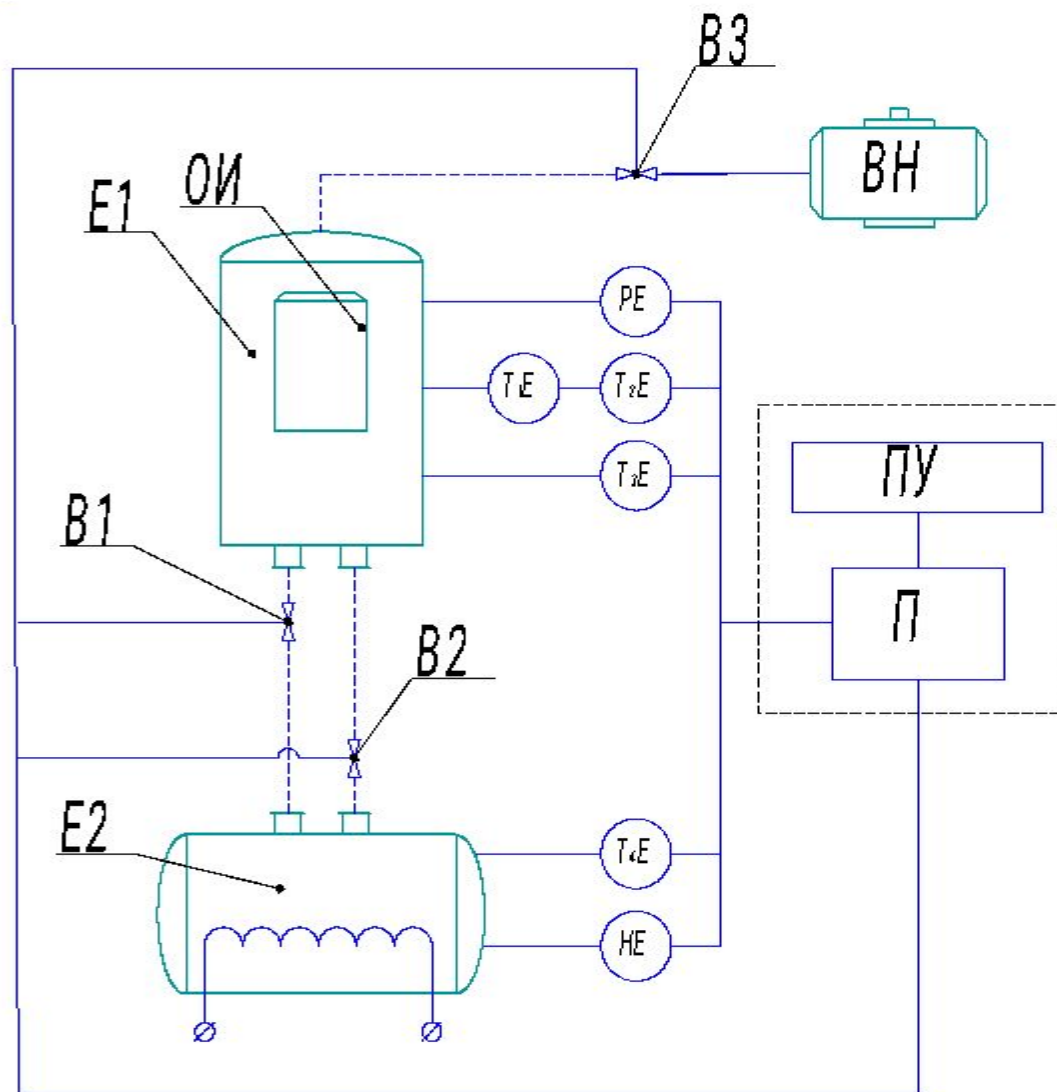 В3
ВН
ОИ
Е1
РЕ
Т1Е
Т2Е
Т3Е
ПУ
П
В1
В2
Е2
Т4Е
НЕ